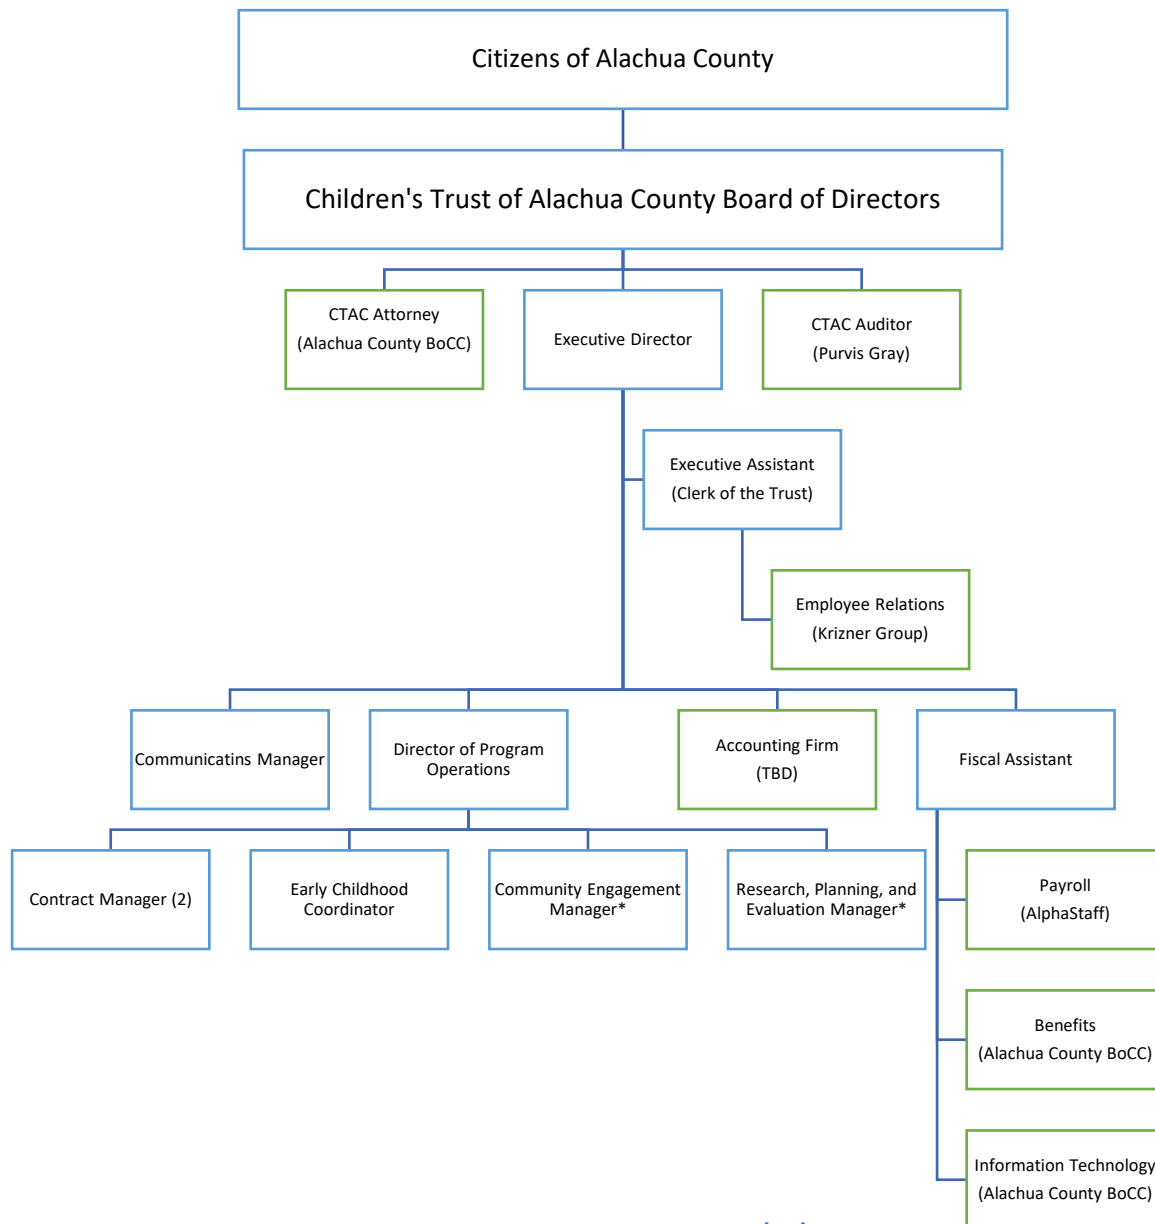 Citizens of Alachua County
Children's Trust of Alachua County Board of Directors
CTAC Attorney
(Alachua County BoCC)
Executive Director
CTAC Auditor
(Purvis Gray)
Executive Assistant
(Clerk of the Trust)
Employee Relations
(Krizner Group)
Communicatins Manager
Director of Program
Operations
Accounting Firm
(TBD)
Fiscal Assistant
Contract Manager (2)
Early Childhood
Coordinator
Community Engagement
Manager*
Research, Planning, and
Evaluation Manager*
Payroll
(AlphaStaff)
Benefits
(Alachua County BoCC)
Information Technology
(Alachua County BoCC)